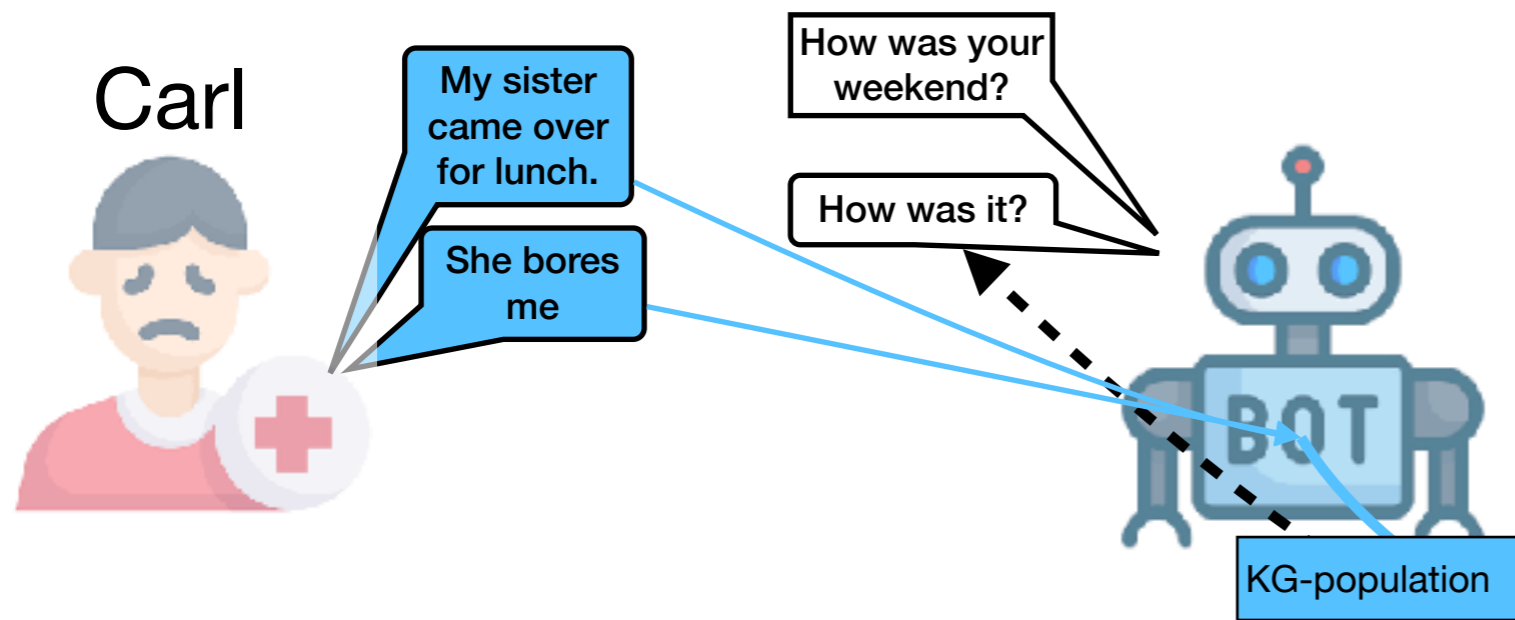 Carl
My sister
came over
for lunch.
She bores
me
How was your
weekend?
How was it?
BOT
KG-population